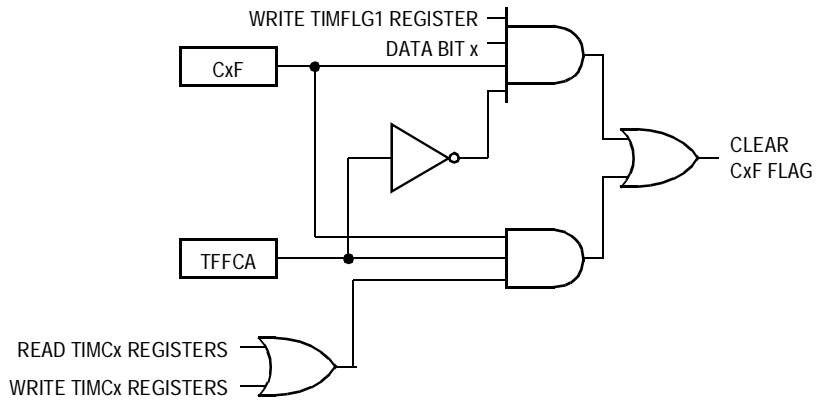 WRITE TIMFLG1 REGISTER
DATA BIT x
CxF
CLEAR
CxF FLAG
TFFCA
READ TIMCx REGISTERS
WRITE TIMCx REGISTERS